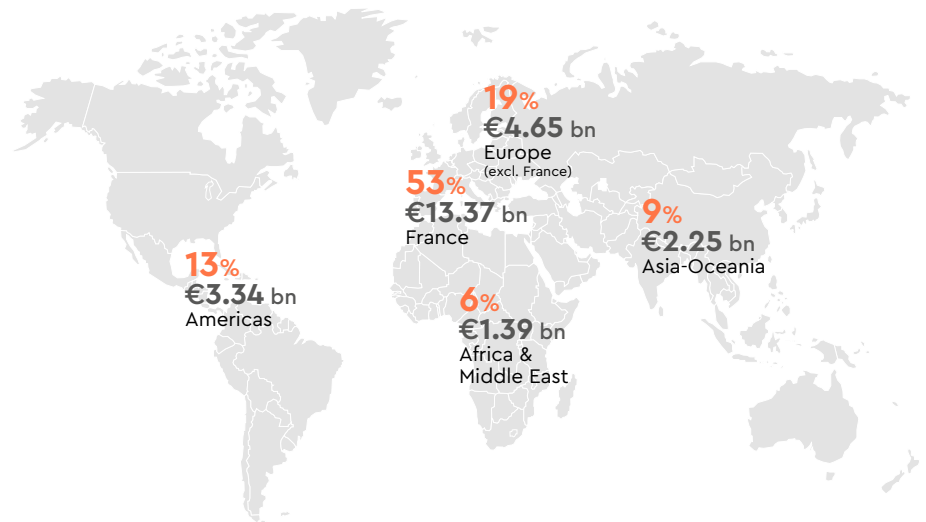 19%
€4.65 bn
Europe
(excl. France)
53%
€13.37 bn
France
9%
€2.25 bn
Asia-Oceania
13%
€3.34 bn
Americas
6%
€1.39 bn
Africa &
Middle East